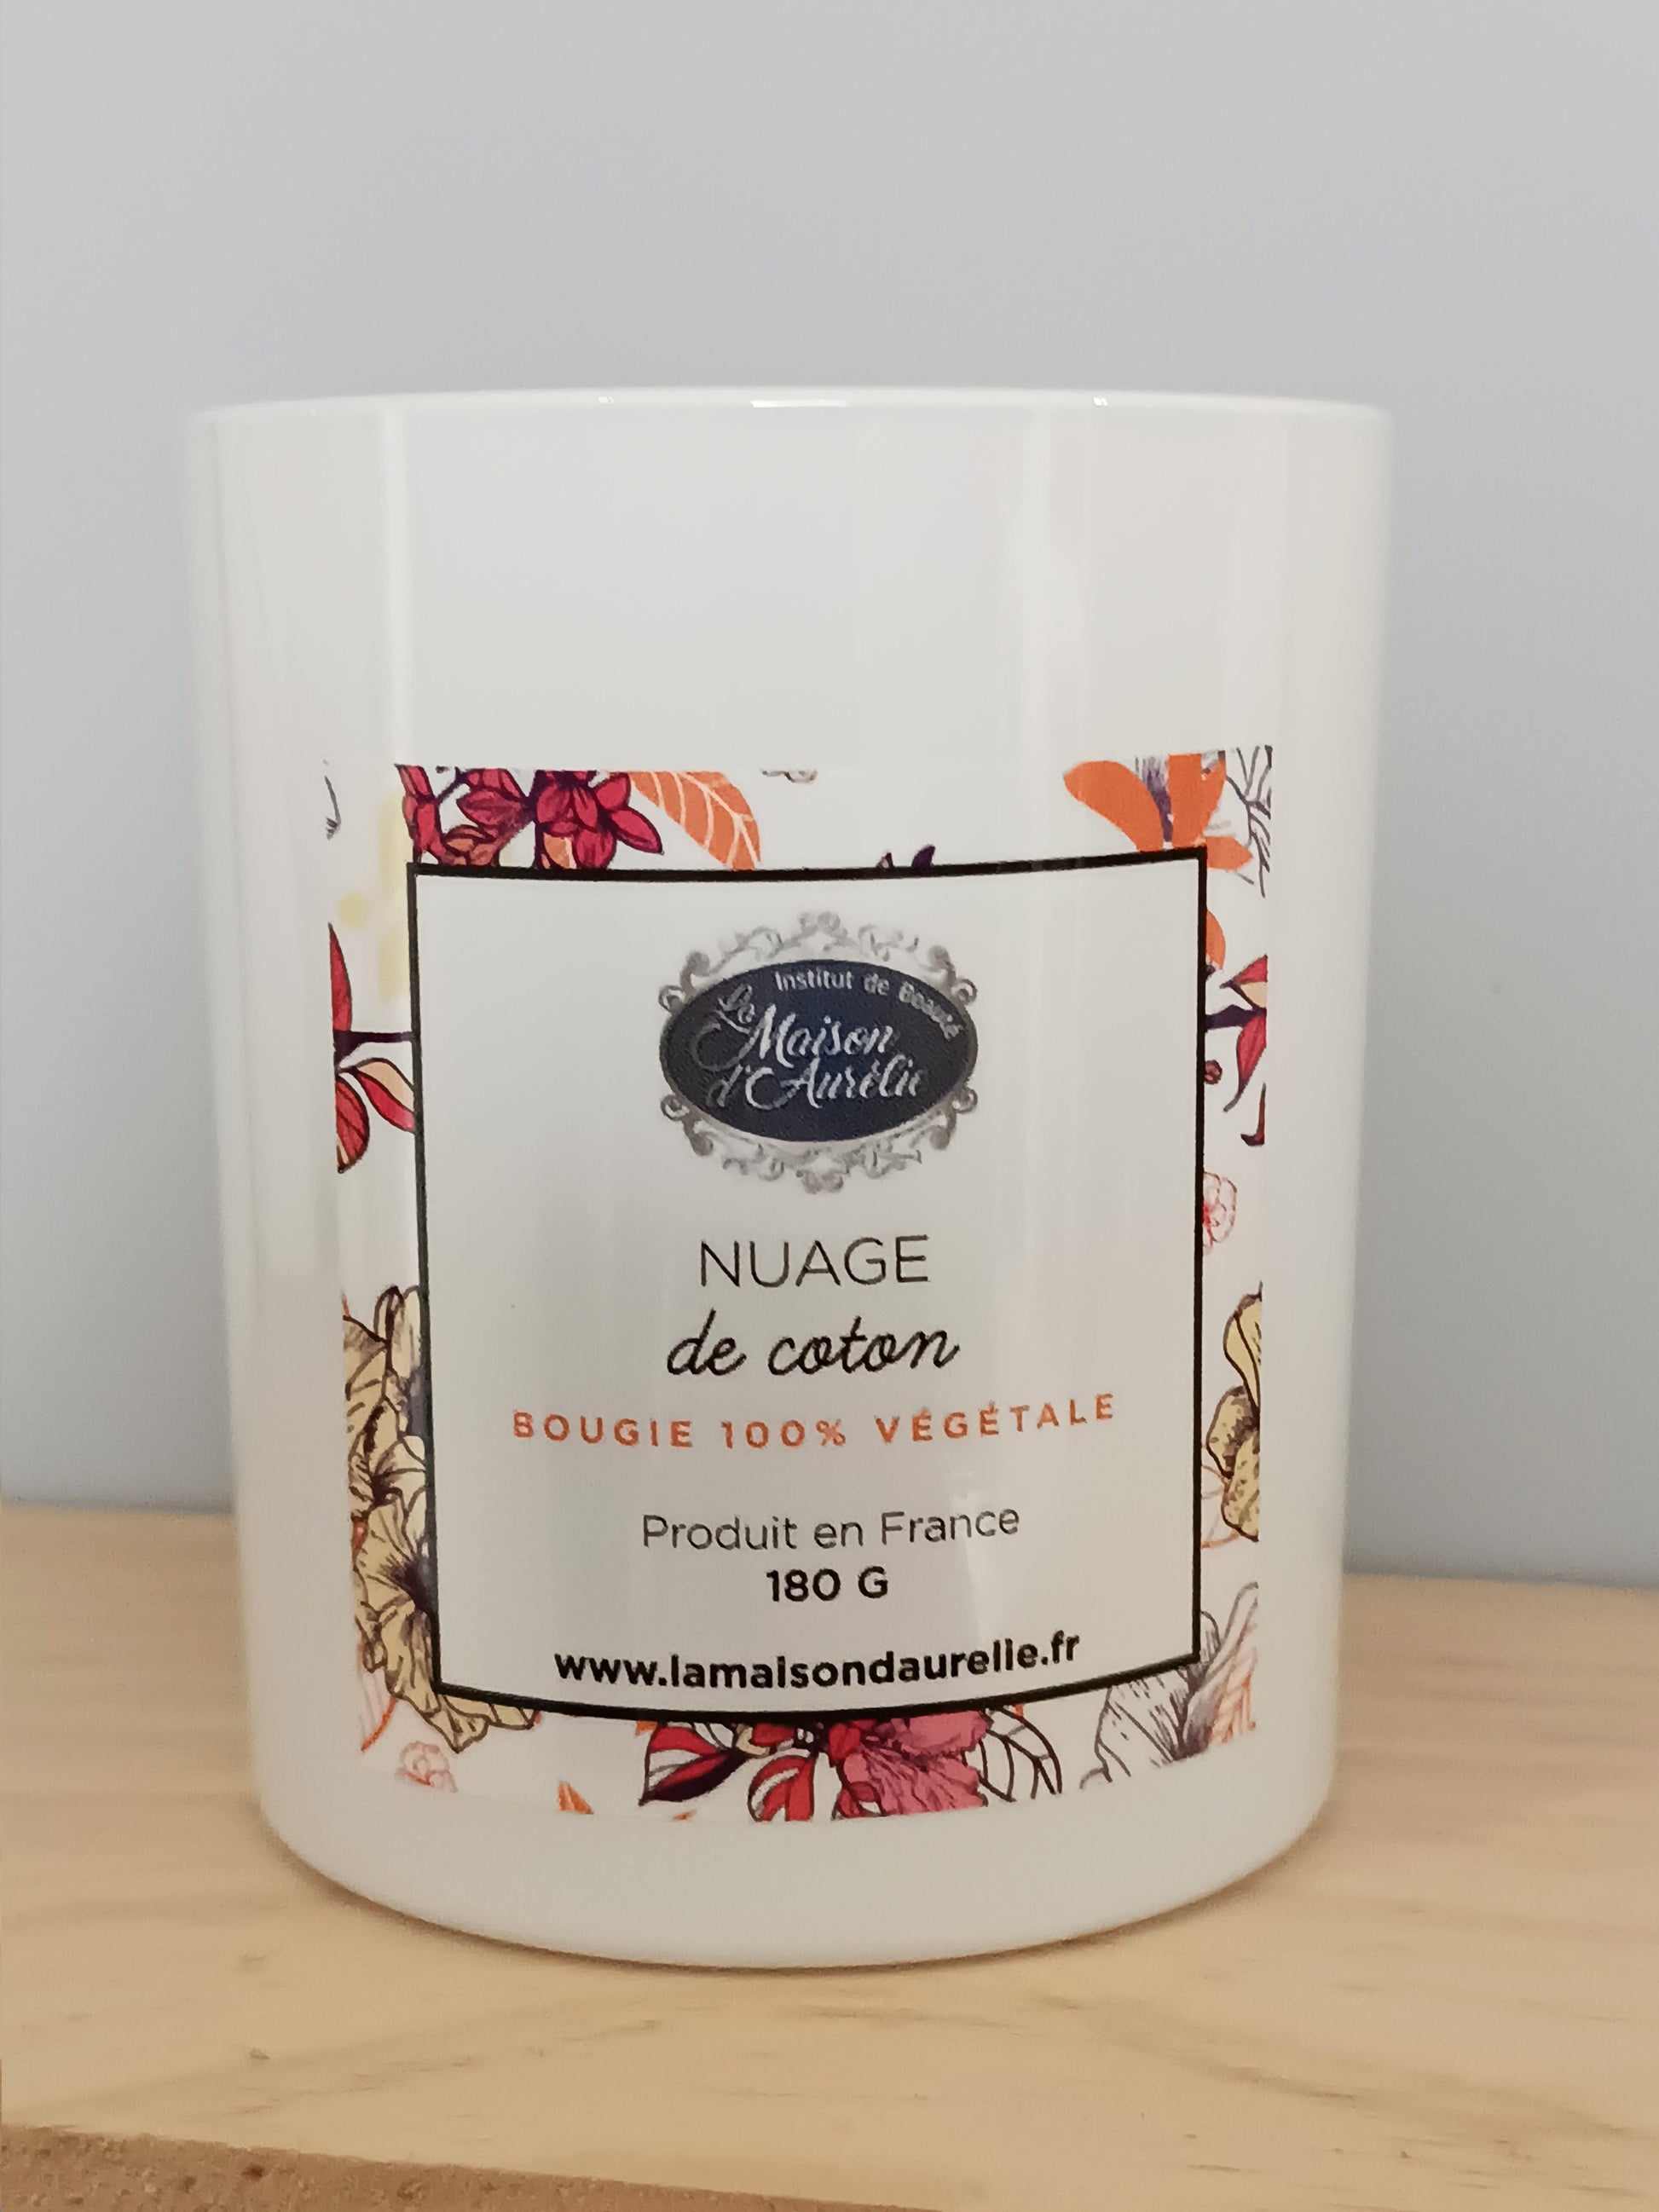 Institut de Beauté
La
Maison
d'Aurélie
NUAGE
de coton
BOUGIE 100% VÉGÉTALE
Produit en France
180 G
www.lamaisondaurelie.fr